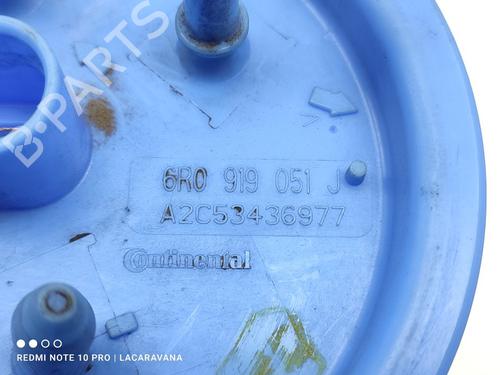 B-PARTS
6R0 919 051 J
A2C53436977
Continental
REDMI NOTE 10 PRO | LACARAVANA